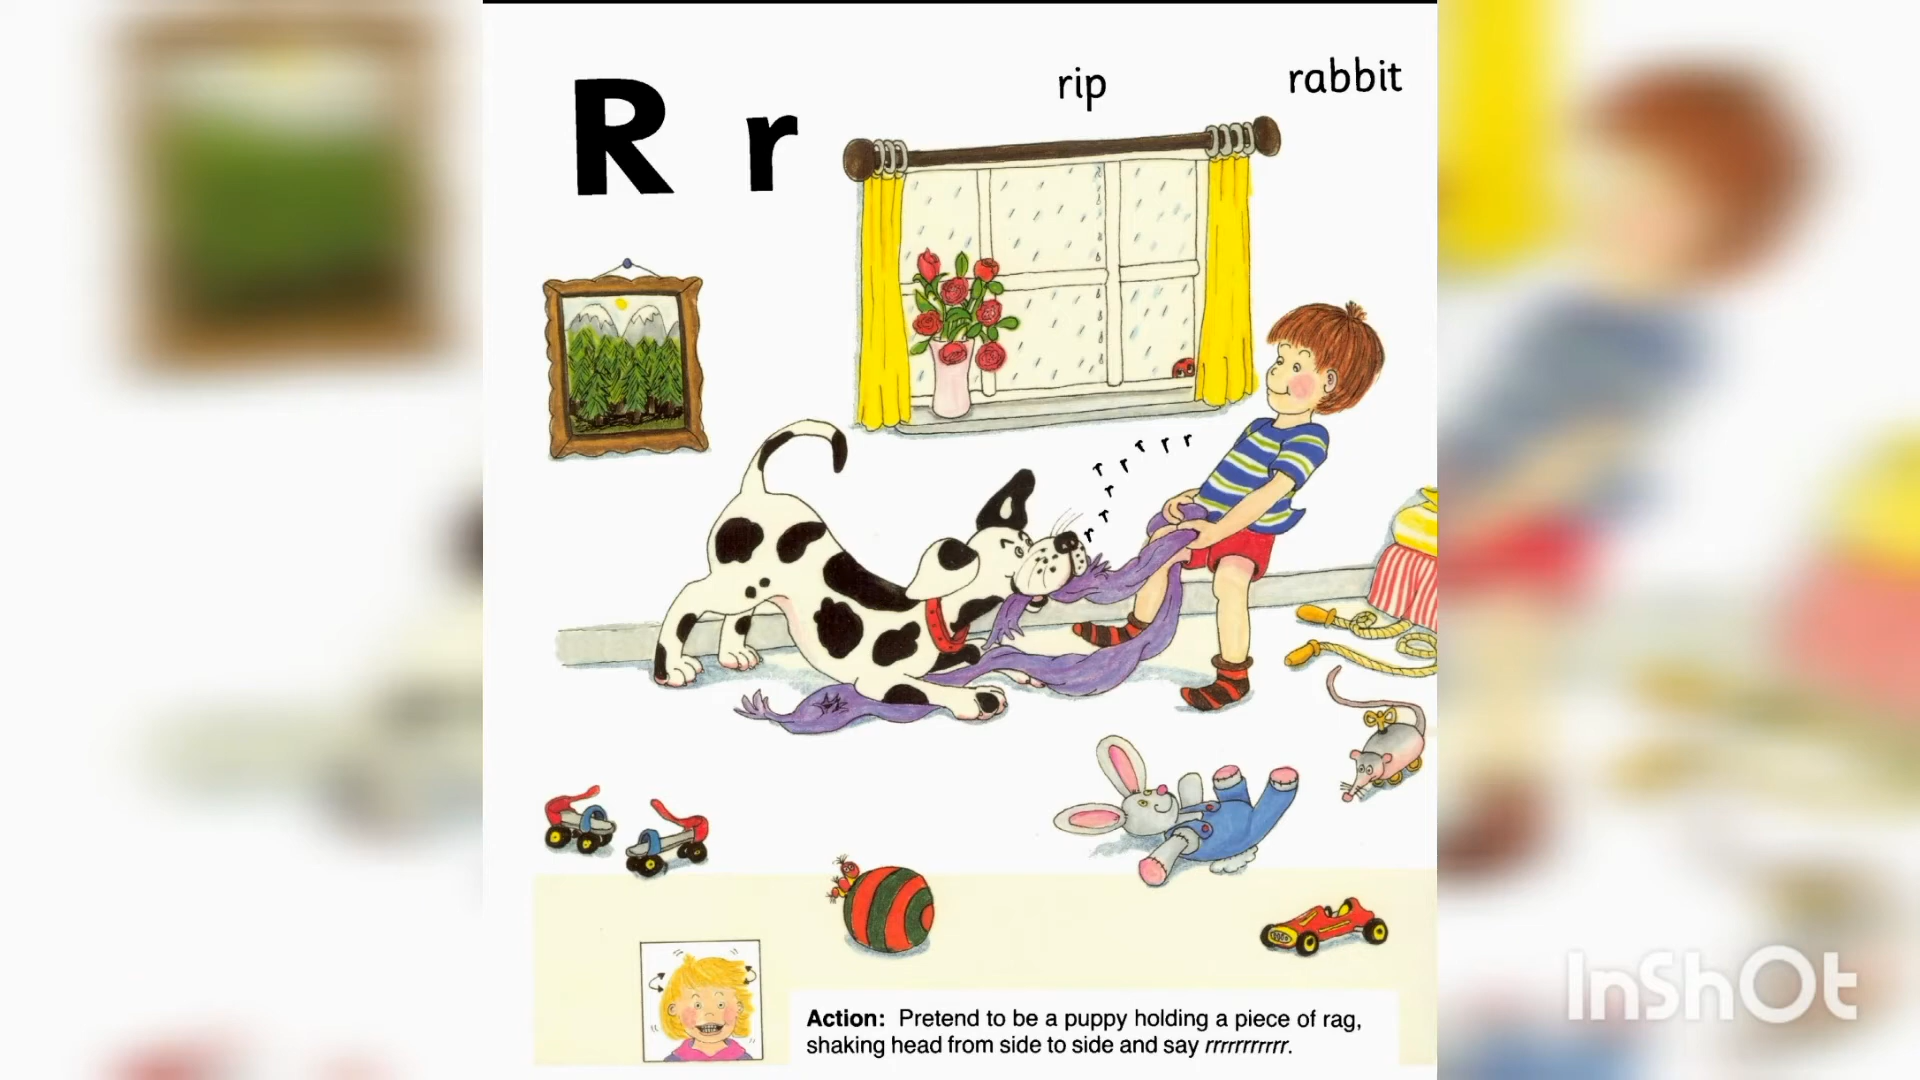 R r
rip
rabbit
r r r r r r r r
Action: Pretend to be a puppy holding a piece of rag,
shaking head from side to side and say rrrrrrrrrrr.
InShOt